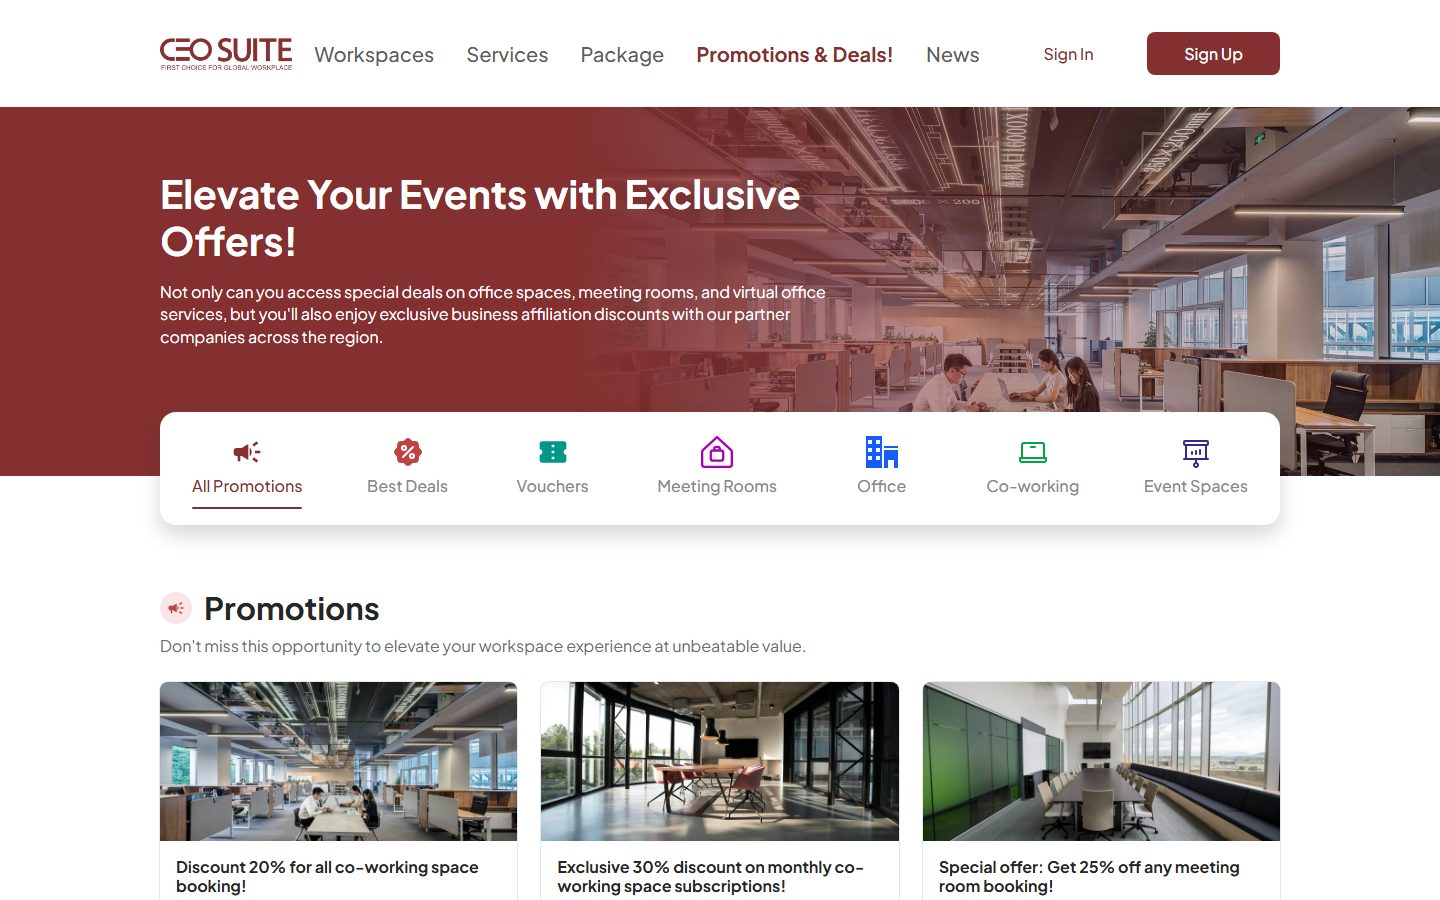 CEO SUITE
FIRST CHOICE FOR GLOBAL WORKPLACE
Workspaces
Services
Package
Promotions & Deals!
News
Sign In
Sign Up
Elevate Your Events with Exclusive
Offers!
Not only can you access special deals on office spaces, meeting rooms, and virtual office
services, but you'll also enjoy exclusive business affiliation discounts with our partner
companies across the region.
All Promotions
Best Deals
Vouchers
Meeting Rooms
Office
Co-working
Event Spaces
Promotions
Don't miss this opportunity to elevate your workspace experience at unbeatable value.
Discount 20% for all co-working space
booking!
Exclusive 30% discount on monthly co-
working space subscriptions!
Special offer: Get 25% off any meeting
room booking!